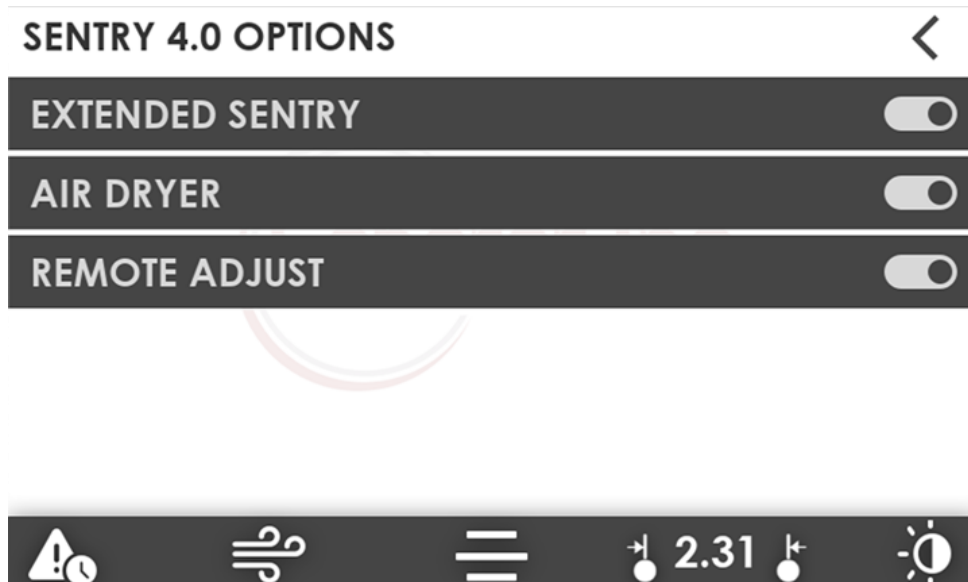 SENTRY 4.0 OPTIONS
EXTENDED SENTRY
AIR DRYER
REMOTE ADJUST
2.31